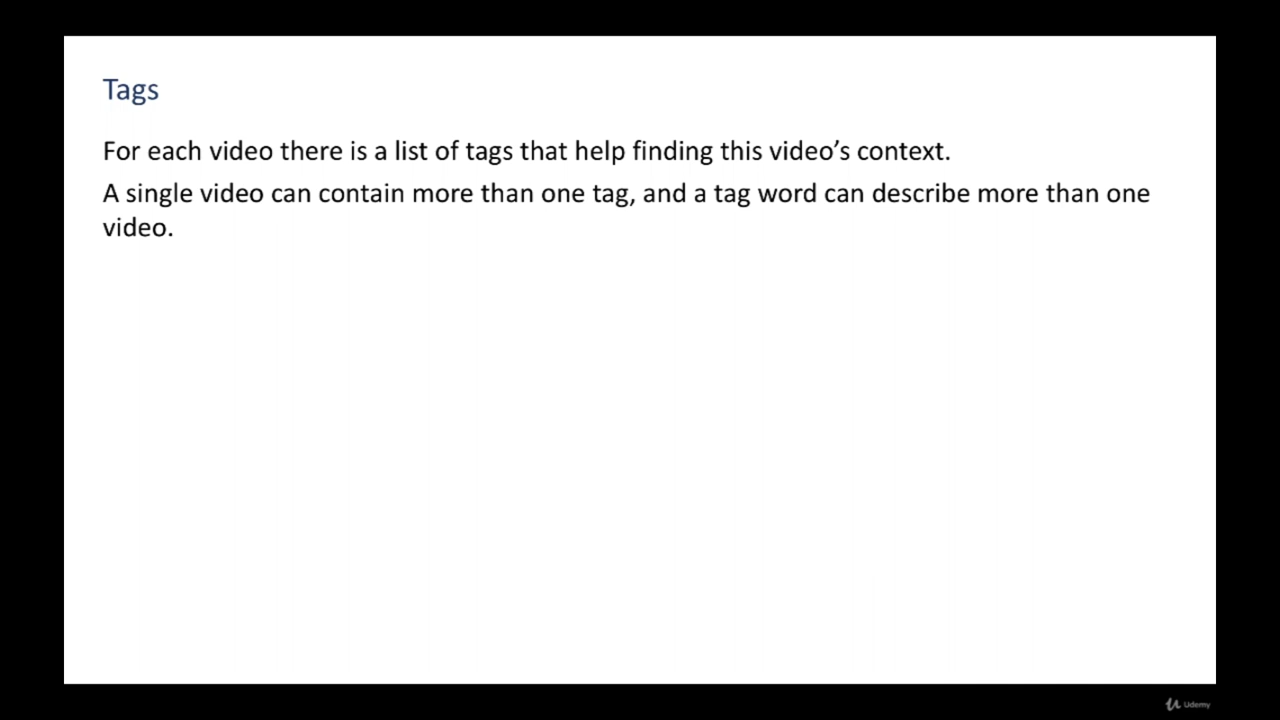 Tags
For each video there is a list of tags that help finding this video’s context.
A single video can contain more than one tag, and a tag word can describe more than one
video.
Udemy